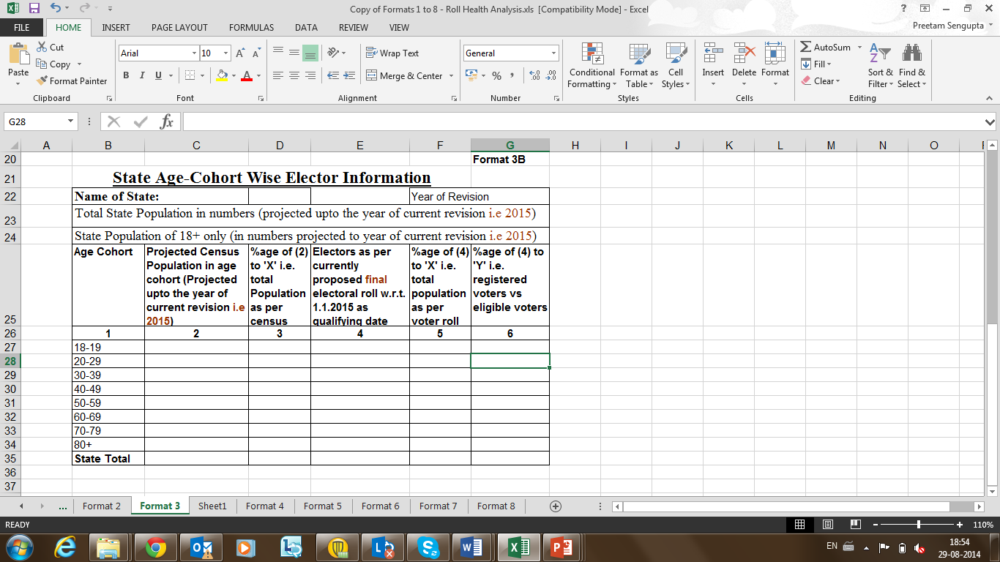 Copy of Formats 1 to 8 - Roll Health Analysis.xls [Compatibility Mode] - Excel
FILE HOME INSERT PAGE LAYOUT FORMULAS DATA REVIEW VIEW Preetam Sengupta
Paste
Cut
Copy
Format Painter
Arial 10
B I U
Wrap Text
Merge & Center
General
Conditional Formatting
Format as Table
Cell Styles
Insert
Delete
Format
AutoSum
Fill
Clear
Sort & Filter
Find & Select
Clipboard Font Alignment Number Styles Cells Editing
G28 fx
A B C D E F G H I J K L M N O
20 Format 3B
21 State Age-Cohort Wise Elector Information
22 Name of State: Year of Revision
23 Total State Population in numbers (projected upto the year of current revision i.e 2015)
24 State Population of 18+ only (in numbers projected to year of current revision i.e 2015)
25
Age Cohort
Projected Census
Population in age
cohort (Projected
upto the year of
current revision i.e
2015)
%age of (2)
to 'X' i.e.
total
Population
as per
census
Electors as per
currently
proposed final
electoral roll w.r.t.
1.1.2015 as
qualifying date
%age of (4)
to 'X' i.e.
total
population
as per
voter roll
%age of (4) to
'Y' i.e.
registered
voters vs
eligible voters
26 1 2 3 4 5 6
27 18-19
28 20-29
29 30-39
30 40-49
31 50-59
32 60-69
33 70-79
34 80+
35 State Total
36
37
... Format 2 Format 3 Sheet1 Format 4 Format 5 Format 6 Format 7 Format 8
READY 110%
EN 18:54
29-08-2014